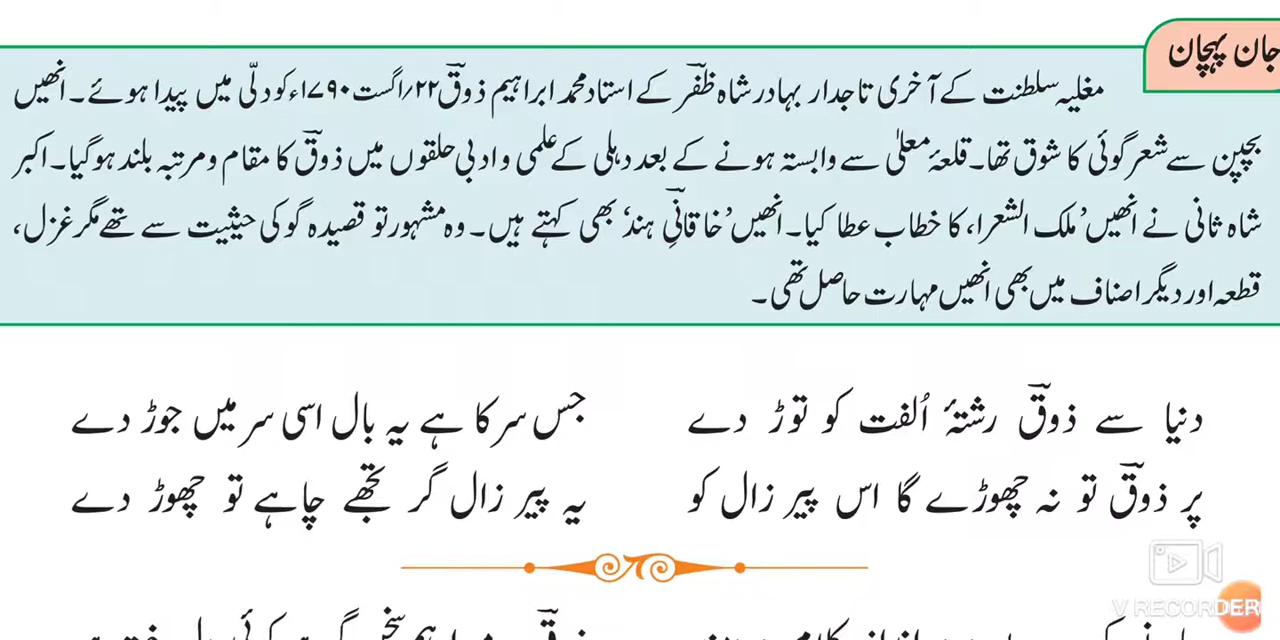 جان پہچان
مغلیہ سلطنت کے آخری تاجدار بہادر شاہ ظفرؔ کے استاد محمد ابراہیم ذوقؔ ۲۲؍اگست ۱۷۹۰ء کو دلّی میں پیدا ہوئے۔ انھیں
بچپن سے شعر گوئی کا شوق تھا۔ قلعۂ معلیٰ سے وابستہ ہونے کے بعد دہلی کے علمی و ادبی حلقوں میں ذوقؔ کا مقام و مرتبہ بلند ہوگیا۔ اکبر
شاہ ثانی نے انھیں ’ملک الشعرا‘ کا خطاب عطا کیا۔ انھیں ’خاقانیِؔ ہند‘ بھی کہتے ہیں۔ وہ مشہور تو قصیدہ گو کی حیثیت سے تھے مگر غزل،
قطعہ اور دیگر اصناف میں بھی انھیں مہارت حاصل تھی۔
دنیا سے ذوقؔ رشتۂ اُلفت کو توڑ دے جس سر کا ہے یہ بال اسی سر میں جوڑ دے
پر ذوقؔ تو نہ چھوڑے گا اس پیر زال کو یہ پیر زال گر تجھے چاہے تو چھوڑ دے
V RECORDER